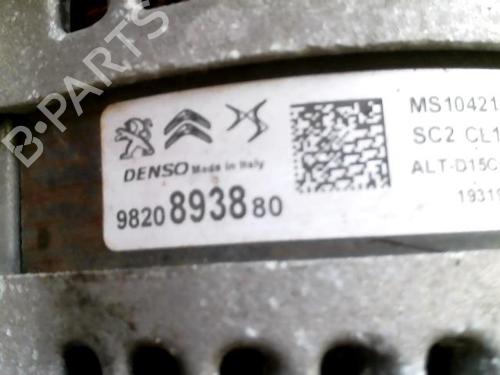 B-PARTS
MS10421
SC2 CL1
DENSO Made in Italy
ALT-D15C
1931
9820893880